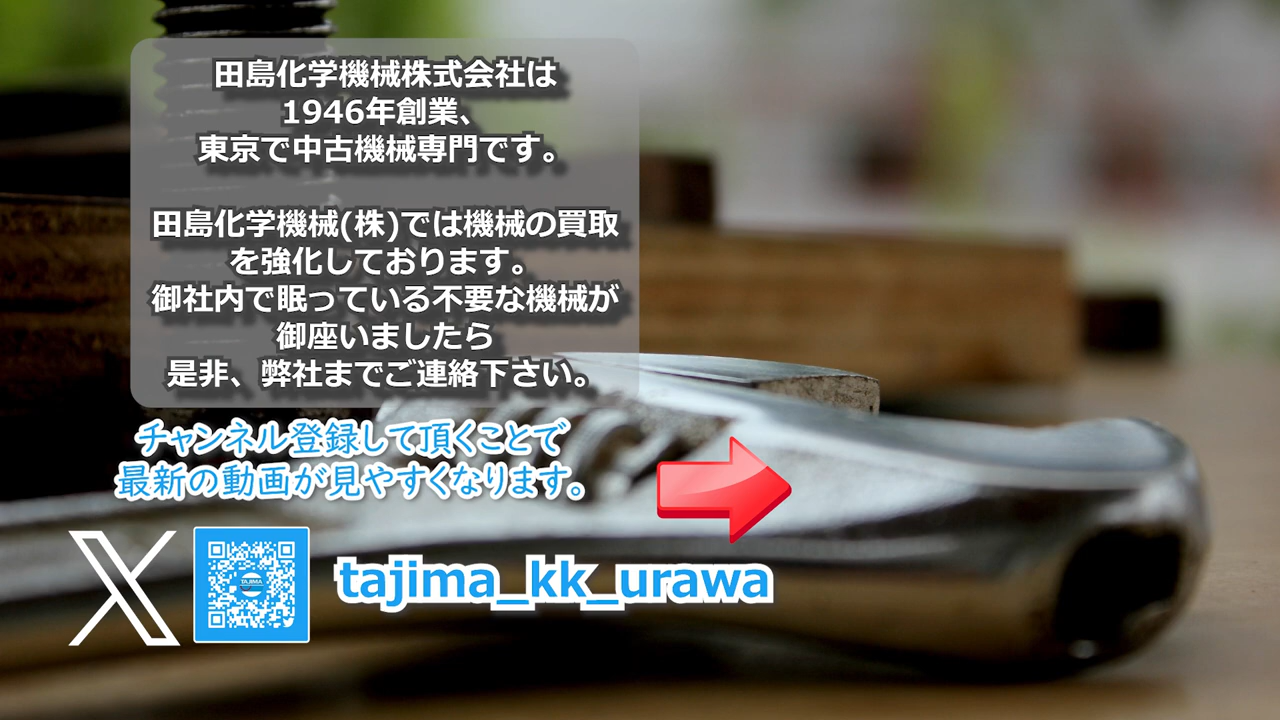 田島化学機械株式会社は
1946年創業、
東京で中古機械専門です。
田島化学機械(株)では機械の買取
を強化しております。
御社内で眠っている不要な機械が
御座いましたら
是非、弊社までご連絡下さい。
チャンネル登録して頂くことで
最新の動画が見やすくなります。
TAJIMA
tajima_kk_urawa